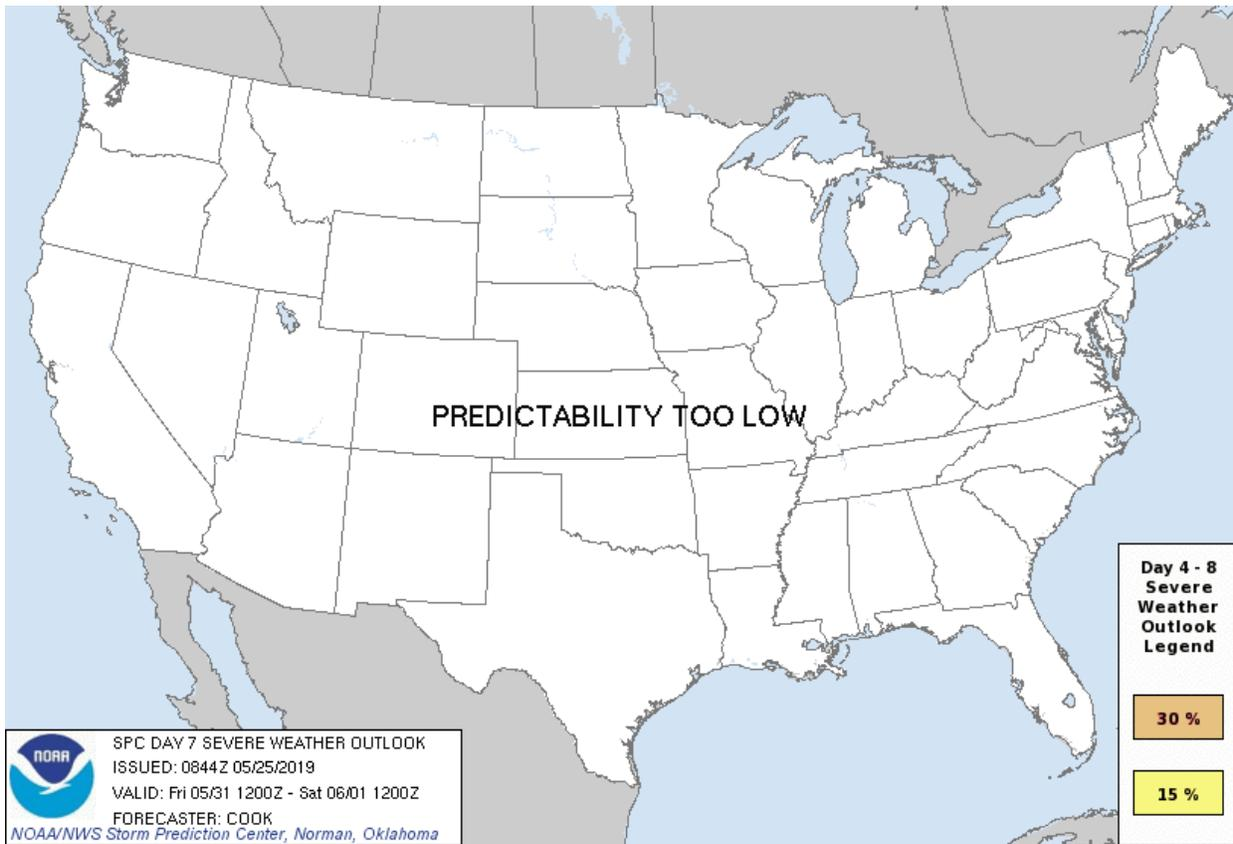 PREDICTABILITY TOO LOW
Day 4 - 8
Severe
Weather
Outlook
Legend
30 %
15 %
NOAA
SPC DAY 7 SEVERE WEATHER OUTLOOK
ISSUED: 0844Z 05/25/2019
VALID: Fri 05/31 1200Z - Sat 06/01 1200Z
FORECASTER: COOK
NOAA/NWS Storm Prediction Center, Norman, Oklahoma